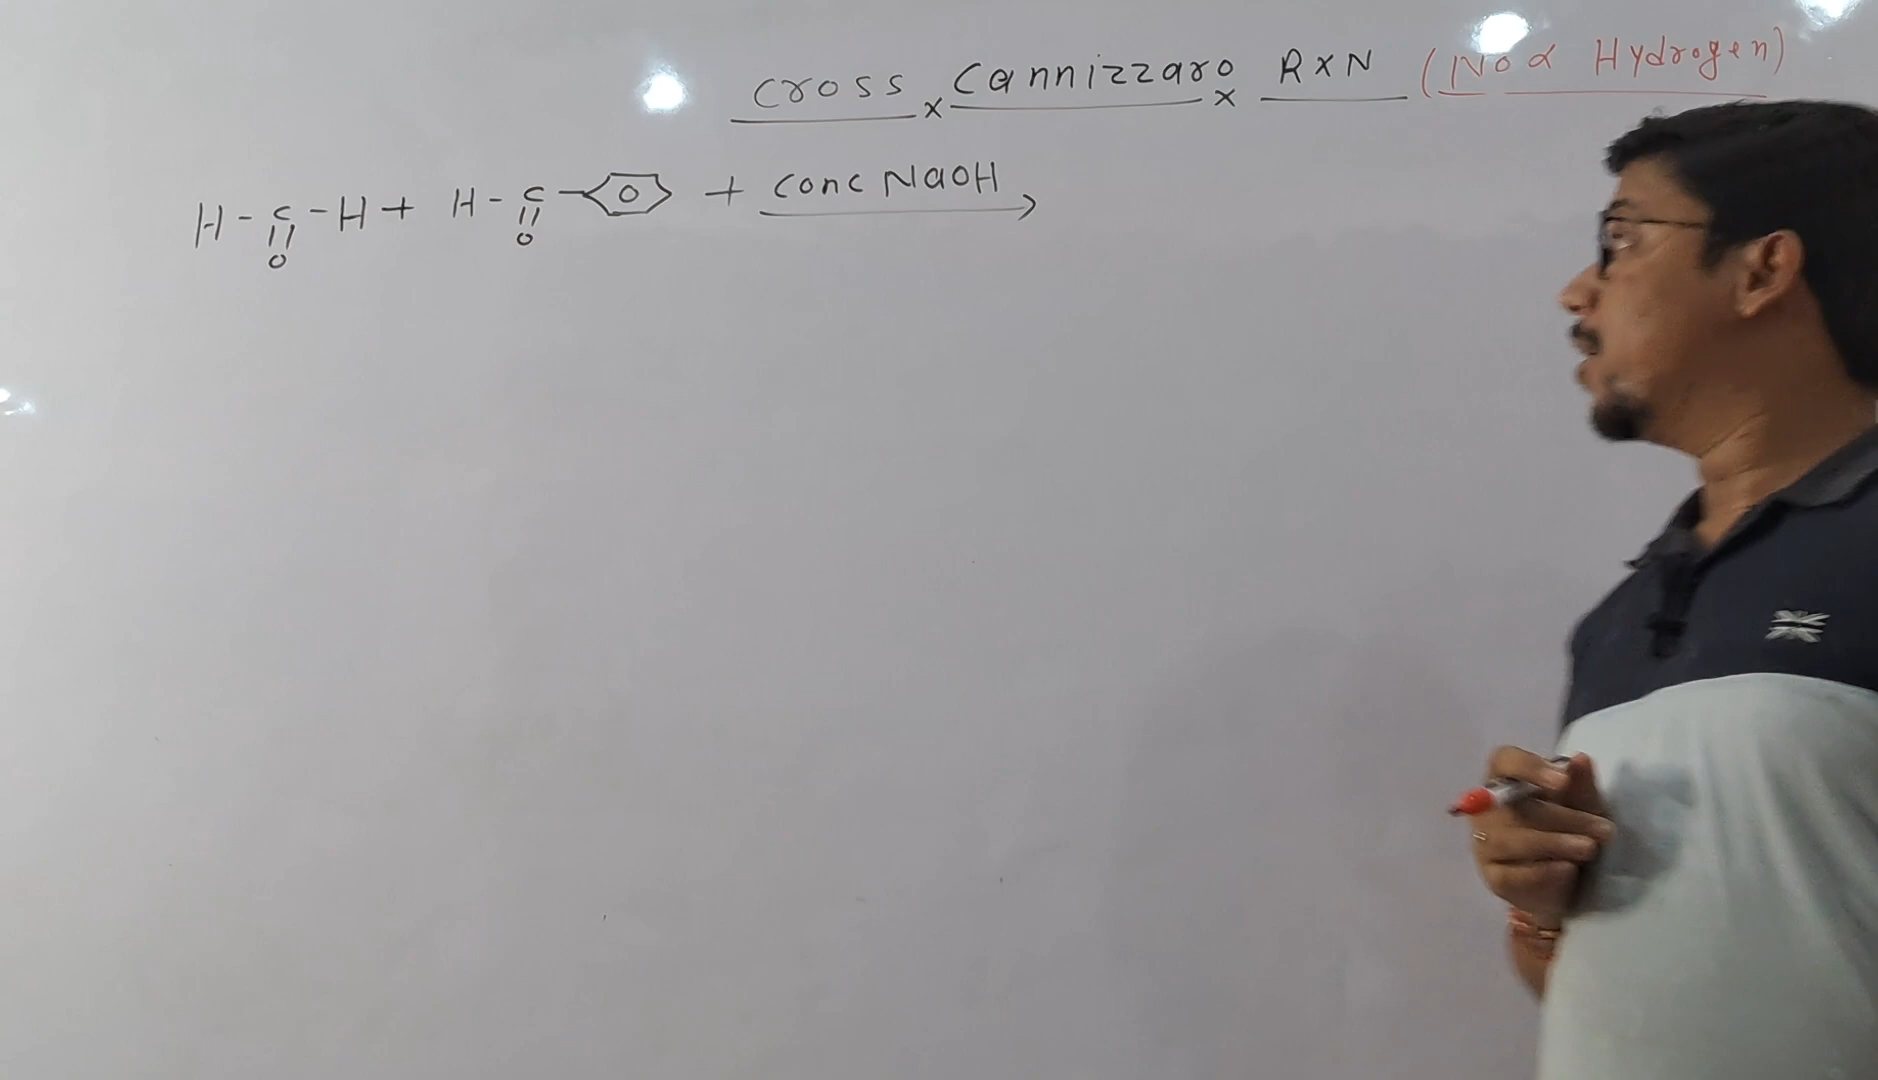 Cross x Cannizzaro x RXN (No α Hydrogen)
H-C-H + H-C- + Conc NaOH
O O O